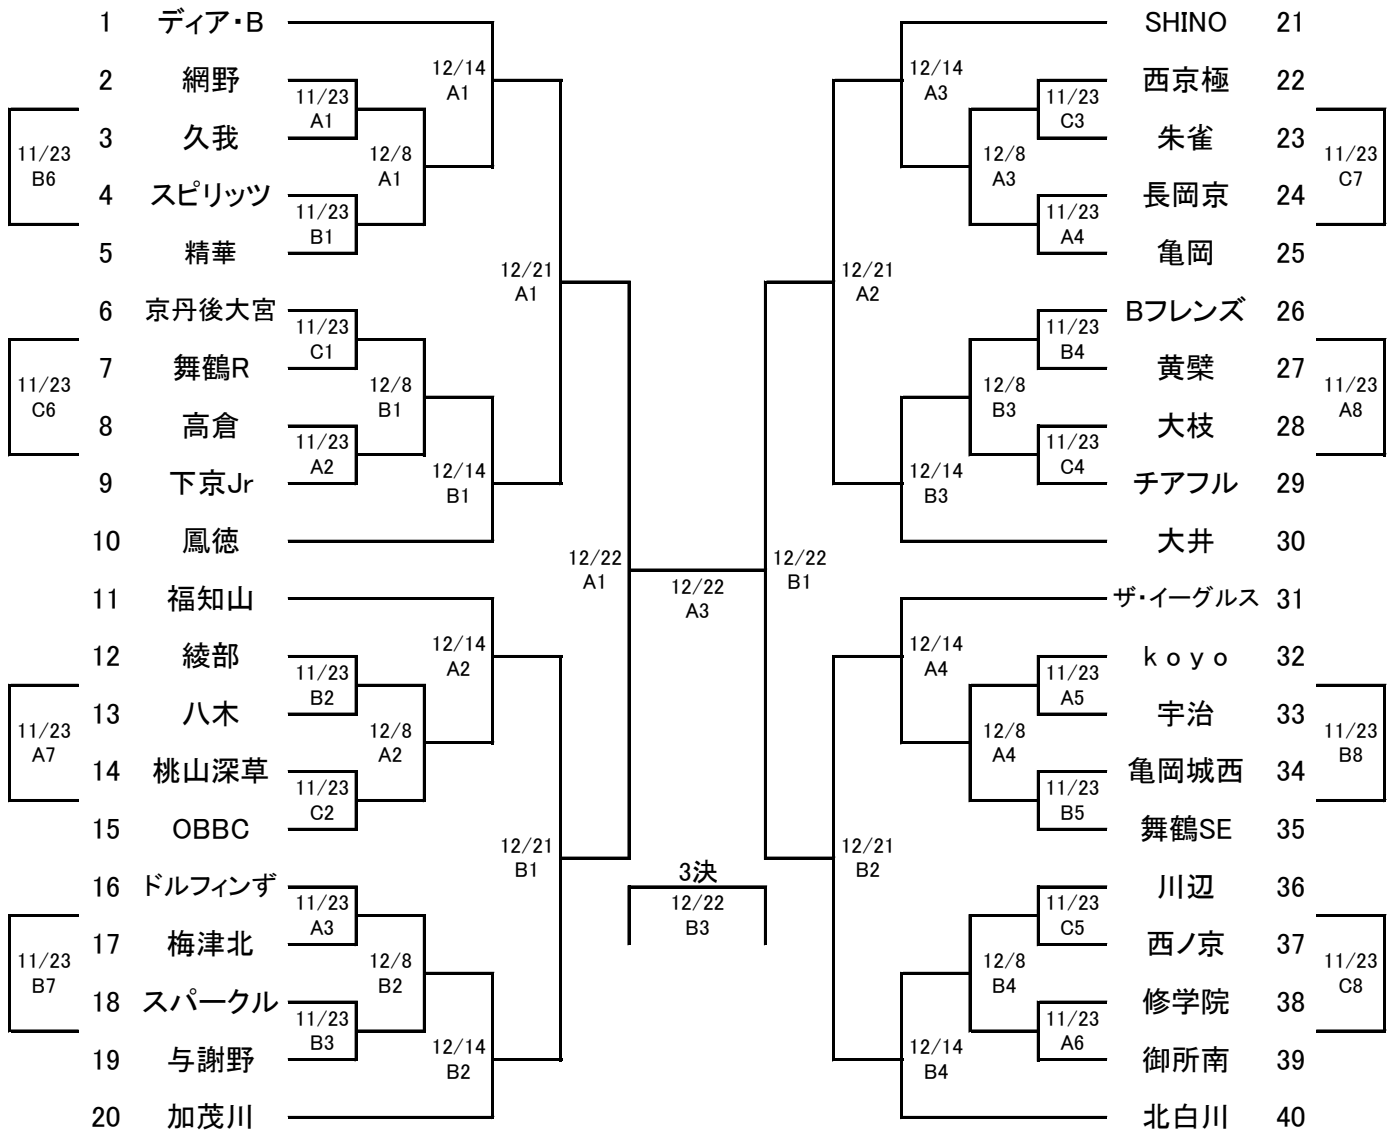 1 ディア・B
2 網野
3 久我
4 スピリッツ
5 精華
6 京丹後大宮
7 舞鶴R
8 高倉
9 下京Jr
10 鳳徳
11 福知山
12 綾部
13 八木
14 桃山深草
15 OBBC
16 ドルフィンず
17 梅津北
18 スパークル
19 与謝野
20 加茂川
11/23
B6
11/23
C6
11/23
A7
11/23
B7
11/23
A1
11/23
B1
11/23
C1
11/23
A2
11/23
B2
11/23
C2
11/23
A3
11/23
B3
12/8
A1
12/8
B1
12/8
A2
12/8
B2
12/14
A1
12/14
B1
12/14
A2
12/14
B2
12/21
A1
12/21
B1
12/22
A1
12/22
A3
3決
12/22
B3
12/22
B1
12/21
A2
12/21
B2
12/14
A3
12/14
B3
12/14
A4
12/14
B4
12/8
A3
12/8
B3
12/8
A4
12/8
B4
11/23
C3
11/23
A4
11/23
B4
11/23
C4
11/23
A5
11/23
B5
11/23
C5
11/23
A6
SHINO 21
西京極 22
朱雀 23
長岡京 24
亀岡 25
Bフレンズ 26
黄檗 27
大枝 28
チアフル 29
大井 30
ザ・イーグルス 31
koyo 32
宇治 33
亀岡城西 34
舞鶴SE 35
川辺 36
西ノ京 37
修学院 38
御所南 39
北白川 40
11/23
C7
11/23
A8
11/23
B8
11/23
C8